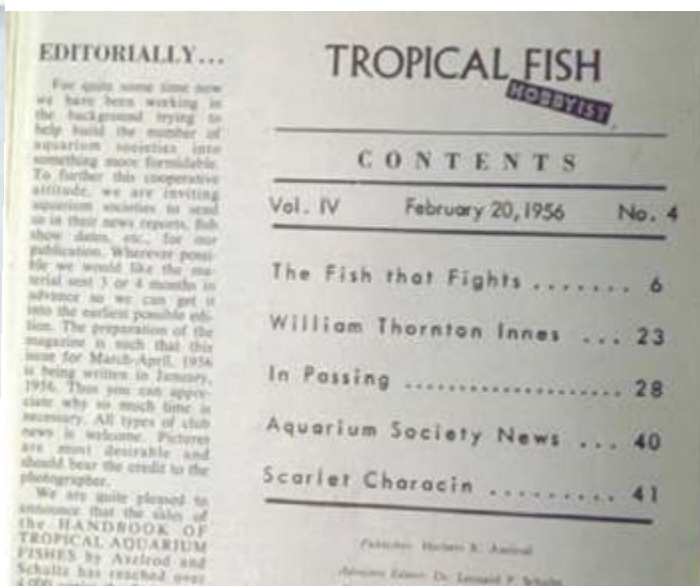 EDITORIALLY...
For quite some time now
we have been working in
the background trying to
help build the number of
aquarium societies into
something more formidable.
To further this cooperative
attitude, we are inviting
aquarium societies to send
us in their news reports, fish
show dates, etc., for our
publication. Wherever possi-
ble we would like the ma-
terial sent 3 or 4 months in
advance so we can get it
into the earliest possible edi-
tion. The preparation of the
magazine is such that this
issue for March-April, 1956
is being written in January,
1956. Thus you can appre-
ciate why so much time is
necessary. All types of club
news is welcome. Pictures
are most desirable and
should bear the credit to the
photographer.
We are quite pleased to
announce that the sales of
the HANDBOOK OF
TROPICAL AQUARIUM
FISHES by Axelrod and
Schultz has reached over
TROPICAL FISH
HOBBYIST
CONTENTS
Vol. IV February 20, 1956 No. 4
The Fish that Fights ....... 6
William Thornton Innes ... 23
In Passing .................... 28
Aquarium Society News ... 40
Scarlet Characin ......... 41
Publisher: Herbert R. Axelrod
Dr. Leonard P. Schultz